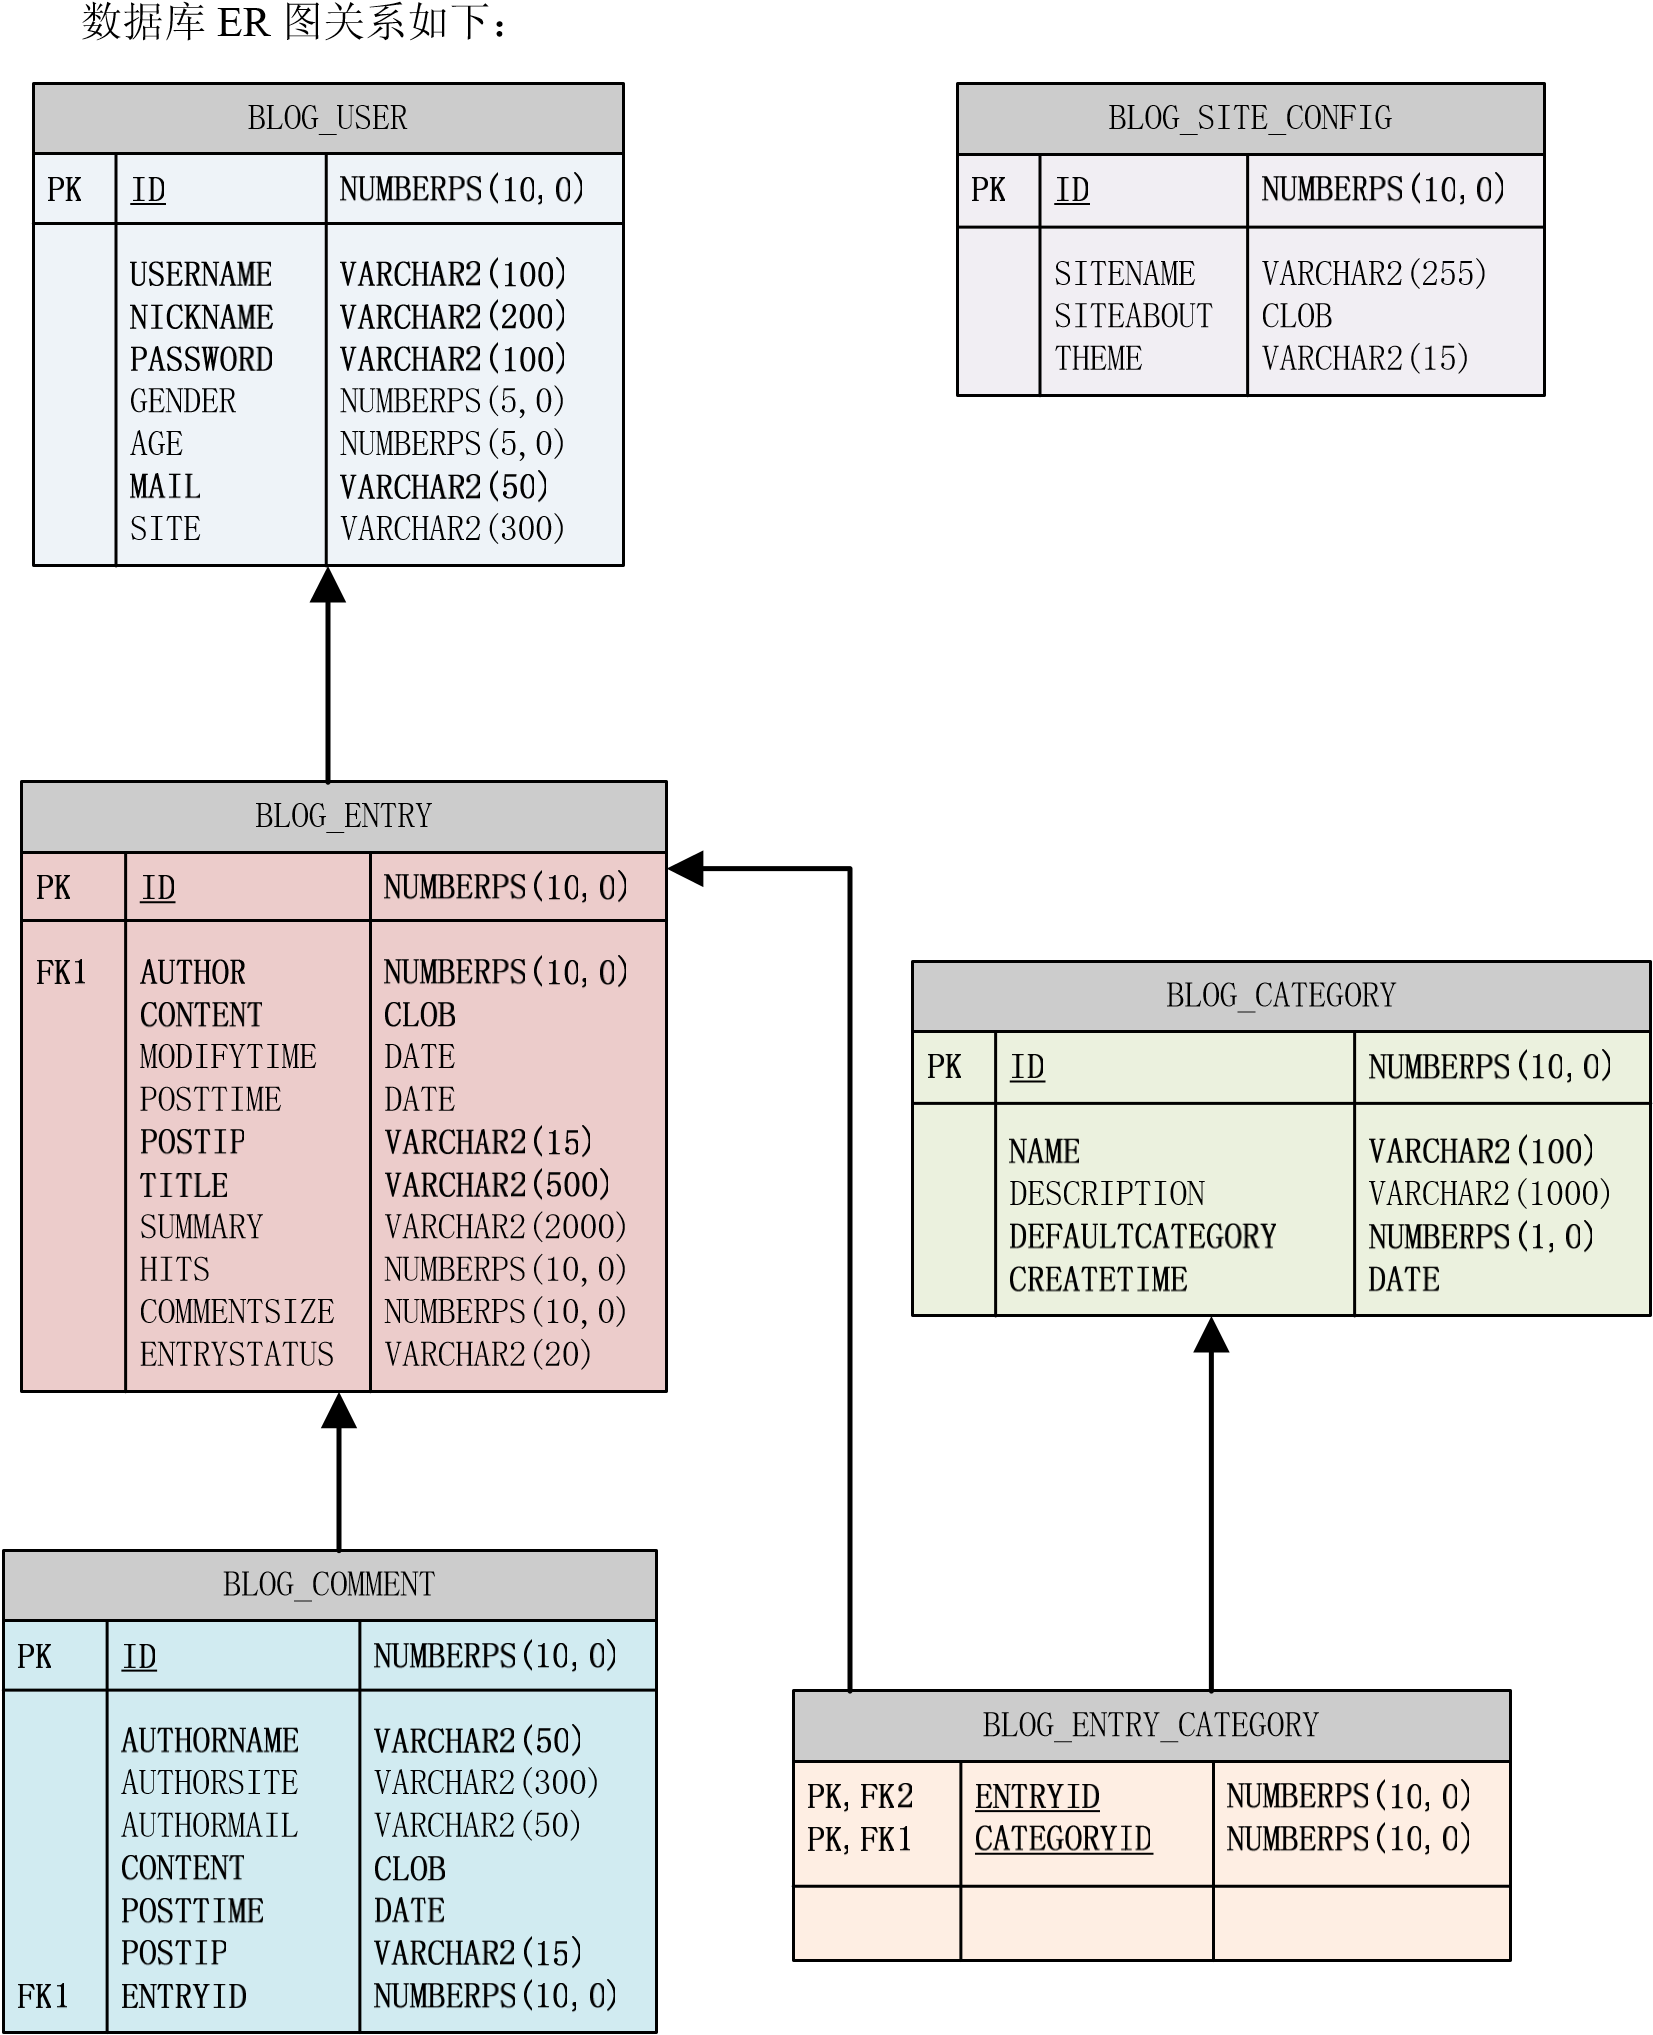 数据库 ER 图关系如下：
BLOG_USER
PK ID NUMBERPS(10,0)
USERNAME VARCHAR2(100)
NICKNAME VARCHAR2(200)
PASSWORD VARCHAR2(100)
GENDER NUMBERPS(5,0)
AGE NUMBERPS(5,0)
MAIL VARCHAR2(50)
SITE VARCHAR2(300)
BLOG_SITE_CONFIG
PK ID NUMBERPS(10,0)
SITENAME VARCHAR2(255)
SITEABOUT CLOB
THEME VARCHAR2(15)
BLOG_ENTRY
PK ID NUMBERPS(10,0)
FK1 AUTHOR NUMBERPS(10,0)
CONTENT CLOB
MODIFYTIME DATE
POSTTIME DATE
POSTIP VARCHAR2(15)
TITLE VARCHAR2(500)
SUMMARY VARCHAR2(2000)
HITS NUMBERPS(10,0)
COMMENTSIZE NUMBERPS(10,0)
ENTRYSTATUS VARCHAR2(20)
BLOG_CATEGORY
PK ID NUMBERPS(10,0)
NAME VARCHAR2(100)
DESCRIPTION VARCHAR2(1000)
DEFAULTCATEGORY NUMBERPS(1,0)
CREATETIME DATE
BLOG_COMMENT
PK ID NUMBERPS(10,0)
AUTHORNAME VARCHAR2(50)
AUTHORSITE VARCHAR2(300)
AUTHORMAIL VARCHAR2(50)
CONTENT CLOB
POSTTIME DATE
POSTIP VARCHAR2(15)
FK1 ENTRYID NUMBERPS(10,0)
BLOG_ENTRY_CATEGORY
PK,FK2 ENTRYID NUMBERPS(10,0)
PK,FK1 CATEGORYID NUMBERPS(10,0)